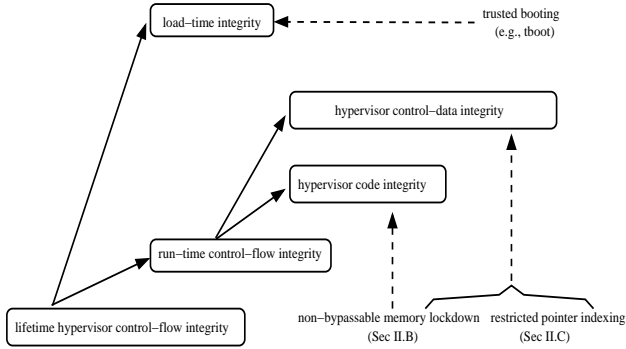 load−time integrity
trusted booting
(e.g., tboot)
hypervisor control−data integrity
hypervisor code integrity
run−time control−flow integrity
lifetime hypervisor control−flow integrity
non−bypassable memory lockdown
(Sec II.B)
restricted pointer indexing
(Sec II.C)